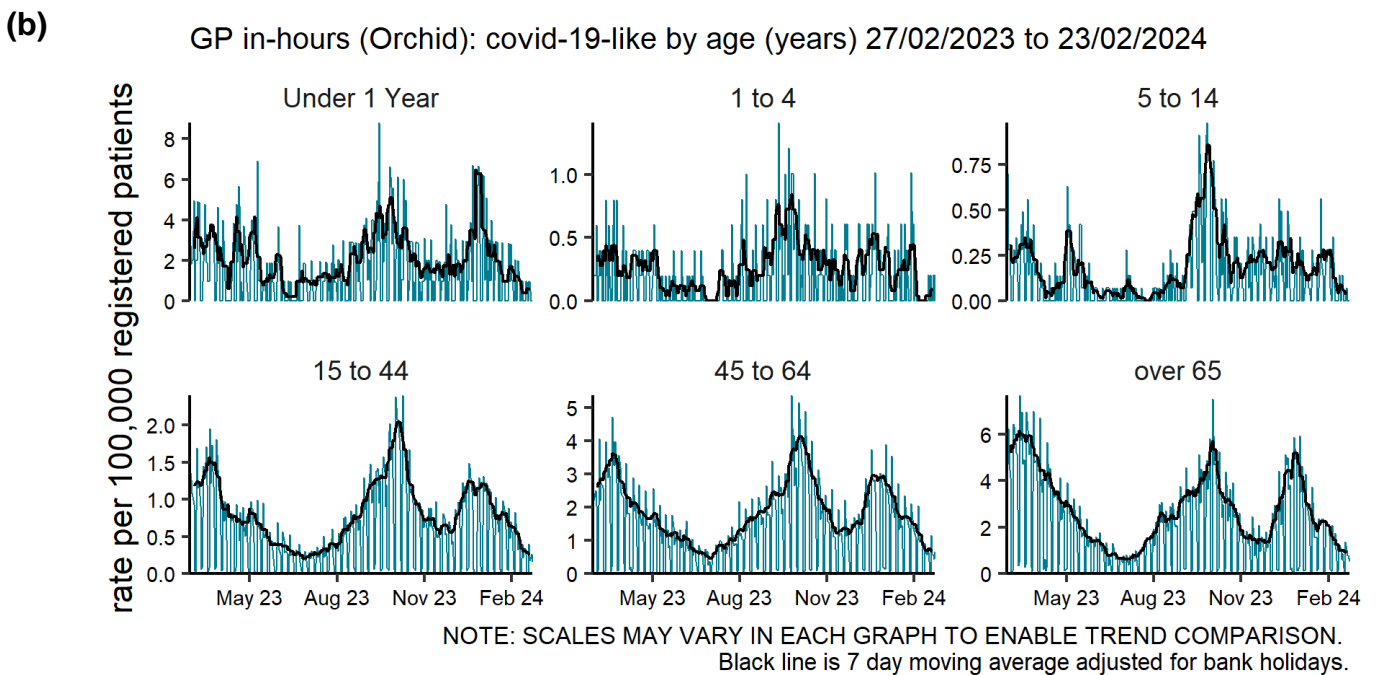 (b)
GP in-hours (Orchid): covid-19-like by age (years) 27/02/2023 to 23/02/2024
rate per 100,000 registered patients
Under 1 Year
8
6
4
2
0
1 to 4
1.0
0.5
0.0
5 to 14
0.75
0.50
0.25
0.00
15 to 44
2.0
1.5
1.0
0.5
0.0
May 23 Aug 23 Nov 23 Feb 24
45 to 64
5
4
3
2
1
0
May 23 Aug 23 Nov 23 Feb 24
over 65
6
4
2
0
May 23 Aug 23 Nov 23 Feb 24
NOTE: SCALES MAY VARY IN EACH GRAPH TO ENABLE TREND COMPARISON.
Black line is 7 day moving average adjusted for bank holidays.